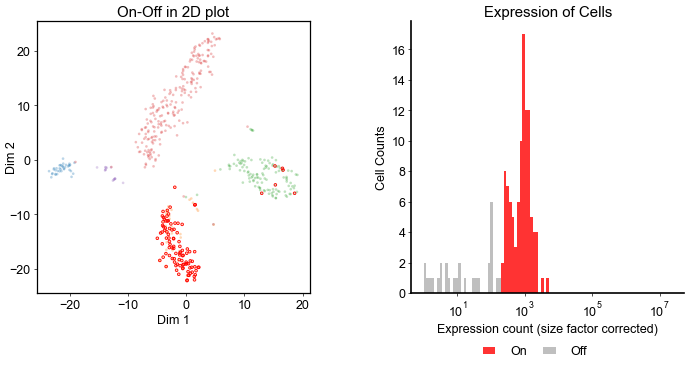 On-Off in 2D plot
20
10
0
−10
−20
Dim 2
−20 −10 0 10 20
Dim 1
Expression of Cells
16
14
12
10
8
6
4
2
0
Cell Counts
10^1 10^3 10^5 10^7
Expression count (size factor corrected)
On Off